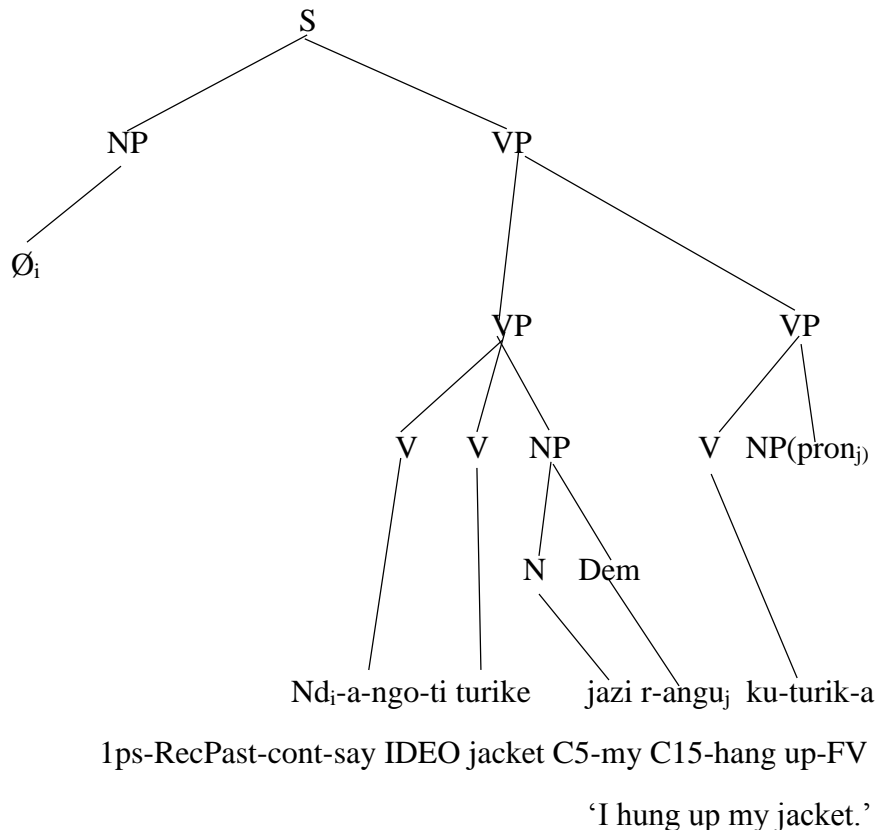 S
NP VP
Øᵢ
VP VP
V V NP V NP(pronⱼ)
N Dem
Ndᵢ-a-ngo-ti turike jazi r-anguⱼ ku-turik-a
1ps-RecPast-cont-say IDEO jacket C5-my C15-hang up-FV
‘I hung up my jacket.’